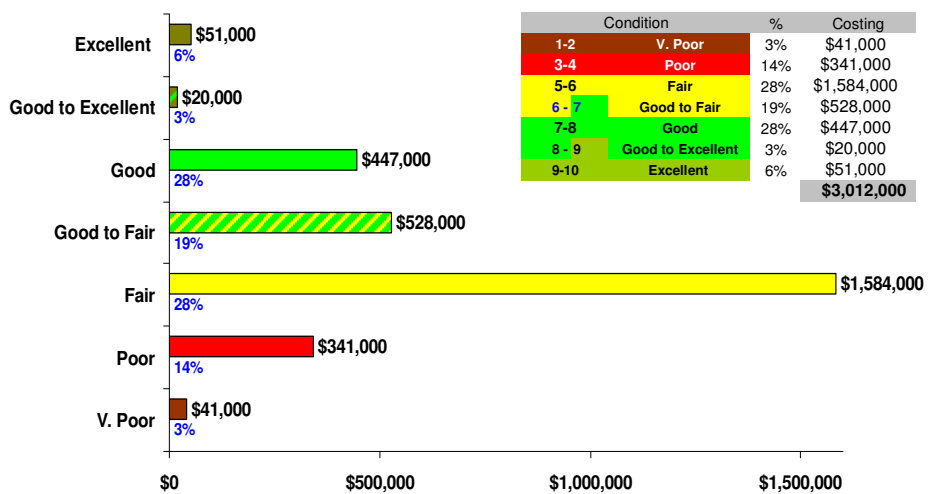 Excellent $51,000
6%
Good to Excellent $20,000
3%
Good $447,000
28%
Good to Fair $528,000
19%
Fair $1,584,000
28%
Poor $341,000
14%
V. Poor $41,000
3%
$0 $500,000 $1,000,000 $1,500,000
Condition % Costing
1-2 V. Poor 3% $41,000
3-4 Poor 14% $341,000
5-6 Fair 28% $1,584,000
6 - 7 Good to Fair 19% $528,000
7-8 Good 28% $447,000
8 - 9 Good to Excellent 3% $20,000
9-10 Excellent 6% $51,000
$3,012,000